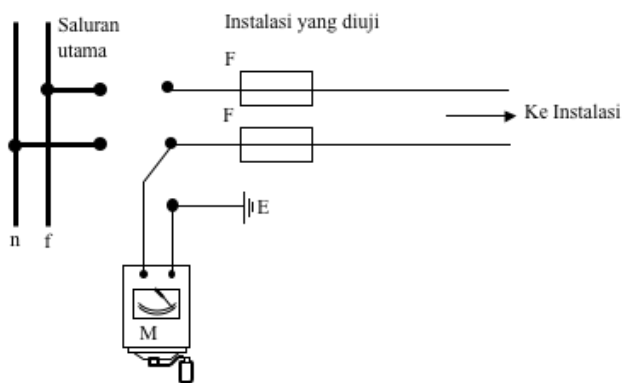 Saluran
utama
Instalasi yang diuji
F
F
Ke Instalasi
E
n f
M